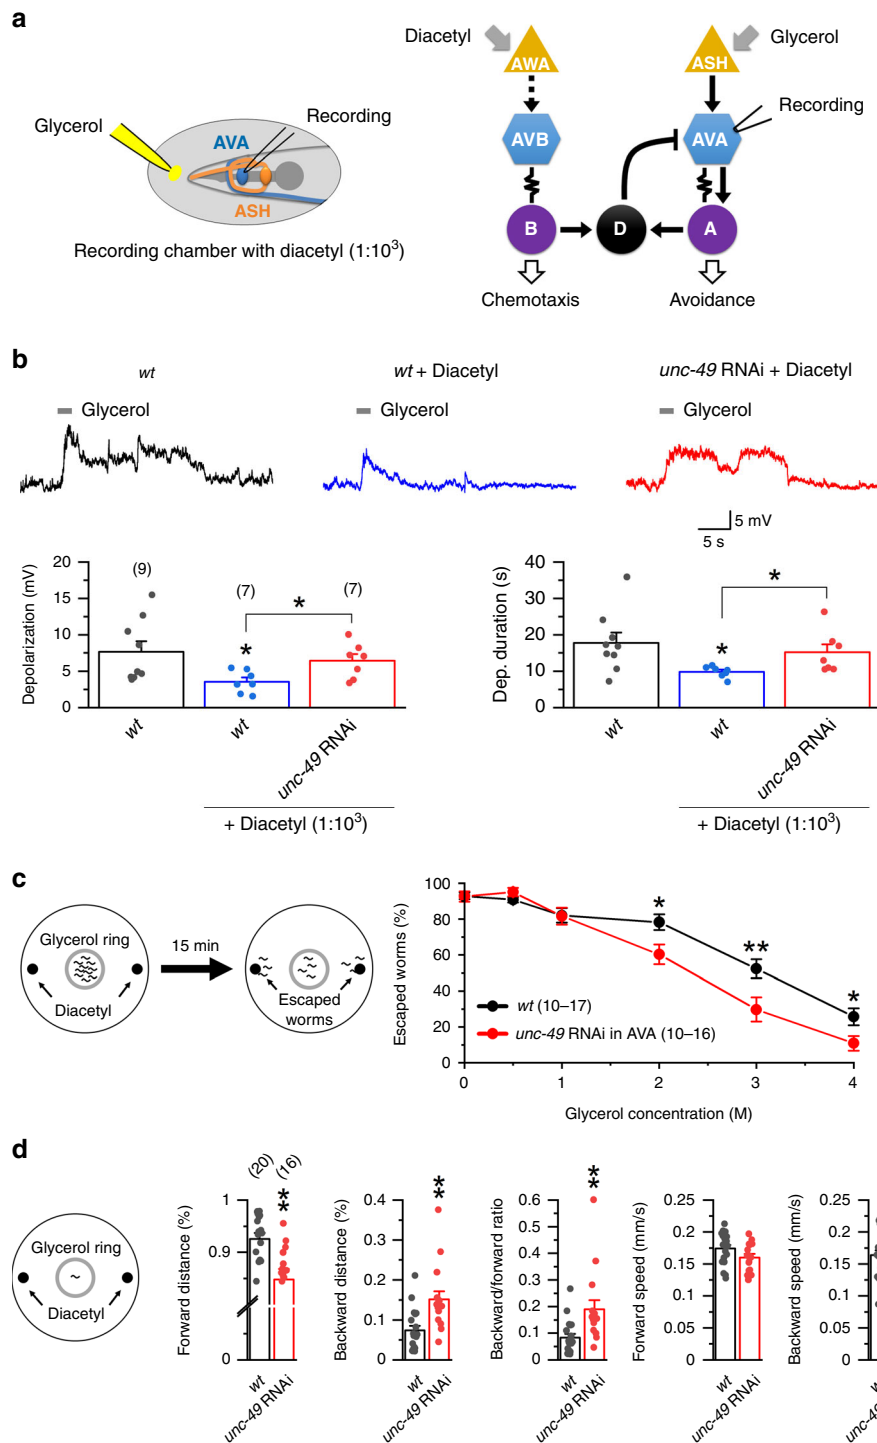 a
Diacetyl
Glycerol
AWA
ASH
Glycerol
Recording
AVA
ASH
Recording
AVB
AVA
B
D
A
Recording chamber with diacetyl (1:10³)
Chemotaxis
Avoidance
b
wt
wt + Diacetyl
unc-49 RNAi + Diacetyl
Glycerol
Glycerol
Glycerol
5 mV
5 s
Depolarization (mV)
20
15
10
5
0
(9)
(7)
(7)
*
*
wt
wt
unc-49 RNAi
+ Diacetyl (1:10³)
Dep. duration (s)
40
30
20
10
0
*
*
wt
wt
unc-49 RNAi
+ Diacetyl (1:10³)
c
Glycerol ring
Diacetyl
15 min
Escaped
worms
Escaped worms (%)
100
80
60
40
20
0
*
**
*
wt (10–17)
unc-49 RNAi in AVA (10–16)
0
1
2
3
4
Glycerol concentration (M)
d
Glycerol ring
Diacetyl
Forward distance (%)
1
0.9
0
(20)
(16)
**
wt
unc-49 RNAi
Backward distance (%)
0.4
0.3
0.2
0.1
0
**
wt
unc-49 RNAi
Backward/forward ratio
0.6
0.5
0.4
0.3
0.2
0.1
0
**
wt
unc-49 RNAi
Forward speed (mm/s)
0.25
0.2
0.15
0.1
0.05
0
wt
unc-49 RNAi
Backward speed (mm/s)
0.25
0.2
0.15
0.1
0.05
0
unc-49